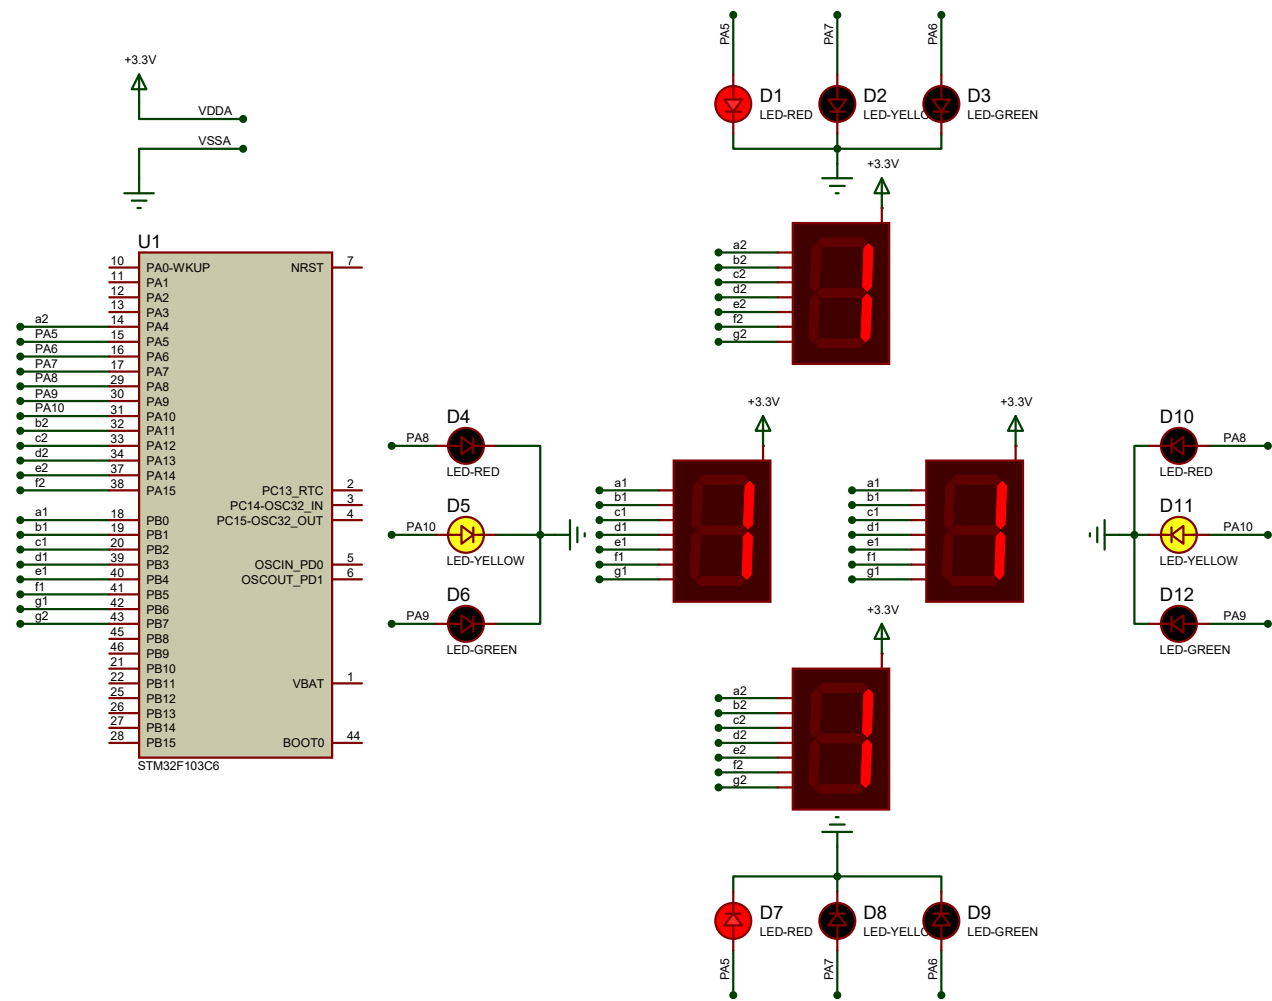 +3.3V
VDDA
VSSA
PA5
PA7
PA6
D1
LED-RED
D2
LED-YELLO
D3
LED-GREEN
+3.3V
a2
b2
c2
d2
e2
f2
g2
U1
10 PA0-WKUP NRST 7
11 PA1
12 PA2
13 PA3
a2 14 PA4
PA5 15 PA5
PA6 16 PA6
PA7 17 PA7
PA8 29 PA8
PA9 30 PA9
PA10 31 PA10
b2 32 PA11
c2 33 PA12
d2 34 PA13
e2 37 PA14
f2 38 PA15
PC13_RTC 2
PC14-OSC32_IN 3
a1 18 PB0 PC15-OSC32_OUT 4
b1 19 PB1
c1 20 PB2
d1 39 PB3 OSCIN_PD0 5
e1 40 PB4 OSCOUT_PD1 6
f1 41 PB5
g1 42 PB6
g2 43 PB7
45 PB8
46 PB9
21 PB10
22 PB11 VBAT 1
25 PB12
26 PB13
27 PB14
28 PB15 BOOT0 44
STM32F103C6
D4
PA8
LED-RED
D5
PA10
LED-YELLOW
D6
PA9
LED-GREEN
+3.3V
a1
b1
c1
d1
e1
f1
g1
+3.3V
a1
b1
c1
d1
e1
f1
g1
D10
PA8
LED-RED
D11
PA10
LED-YELLOW
D12
PA9
LED-GREEN
+3.3V
a2
b2
c2
d2
e2
f2
g2
D7
LED-RED
D8
LED-YELLO
D9
LED-GREEN
PA5
PA7
PA6